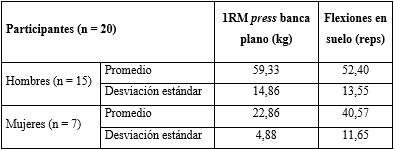 Participantes (n = 20) 1RM press banca plano (kg) Flexiones en suelo (reps)
Hombres (n = 15) Promedio 59,33 52,40
Desviación estándar 14,86 13,55
Mujeres (n = 7) Promedio 22,86 40,57
Desviación estándar 4,88 11,65